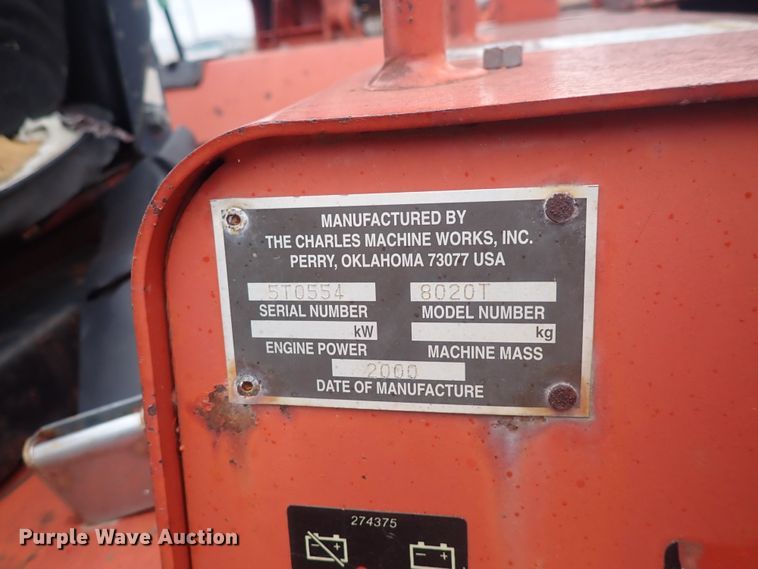 MANUFACTURED BY
THE CHARLES MACHINE WORKS, INC.
PERRY, OKLAHOMA 73077 USA
5T0554 8020T
SERIAL NUMBER MODEL NUMBER
kW kg
ENGINE POWER MACHINE MASS
2000
DATE OF MANUFACTURE
274375
Purple Wave Auction®